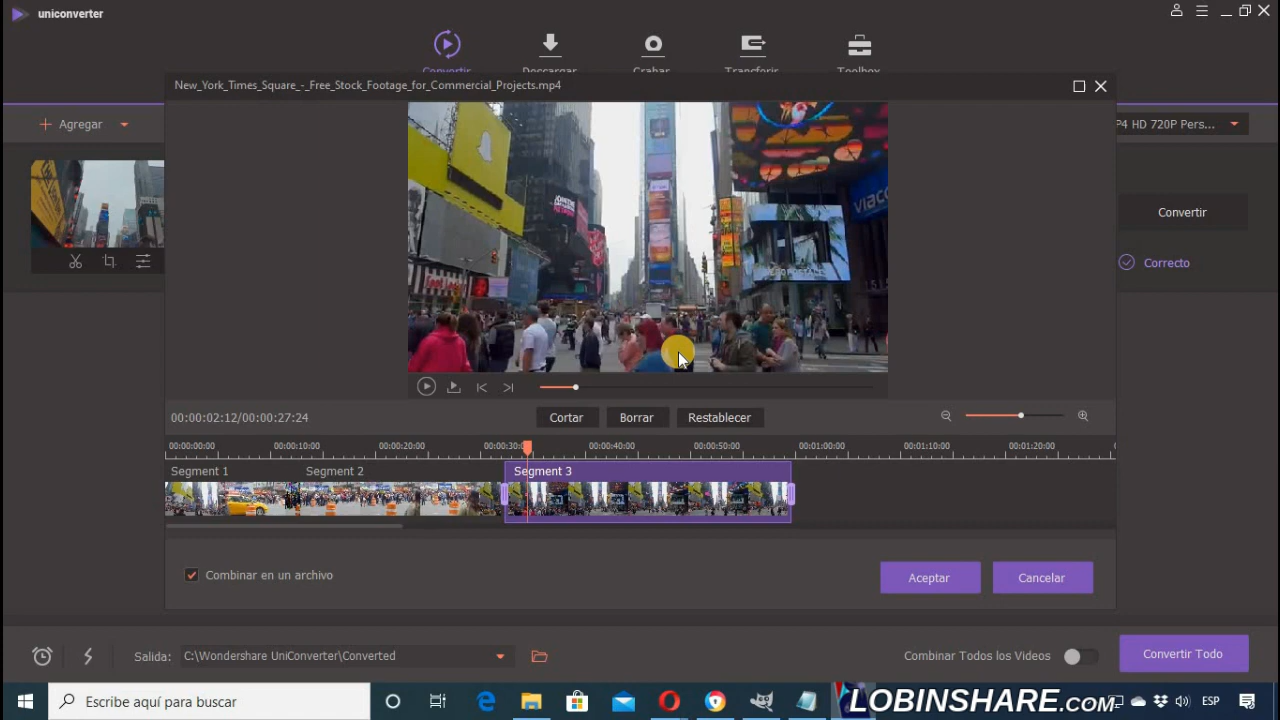 uniconverter
Convertir
Descargar
Grabar
Transferir
Toolbox
New_York_Times_Square_-_Free_Stock_Footage_for_Commercial_Projects.mp4
Agregar
P4 HD 720P Pers...
VIACO
Convertir
Correcto
00:00:02:12/00:00:27:24
Cortar
Borrar
Restablecer
00:00:00:00
00:00:10:00
00:00:20:00
00:00:30:0
00:00:40:00
00:00:50:00
00:01:00:00
00:01:10:00
00:01:20:00
Segment 1
Segment 2
Segment 3
Combinar en un archivo
Aceptar
Cancelar
Salida:
C:\Wondershare UniConverter\Converted
Combinar Todos los Videos
Convertir Todo
Escribe aquí para buscar
LOBINSHARE.COM
ESP